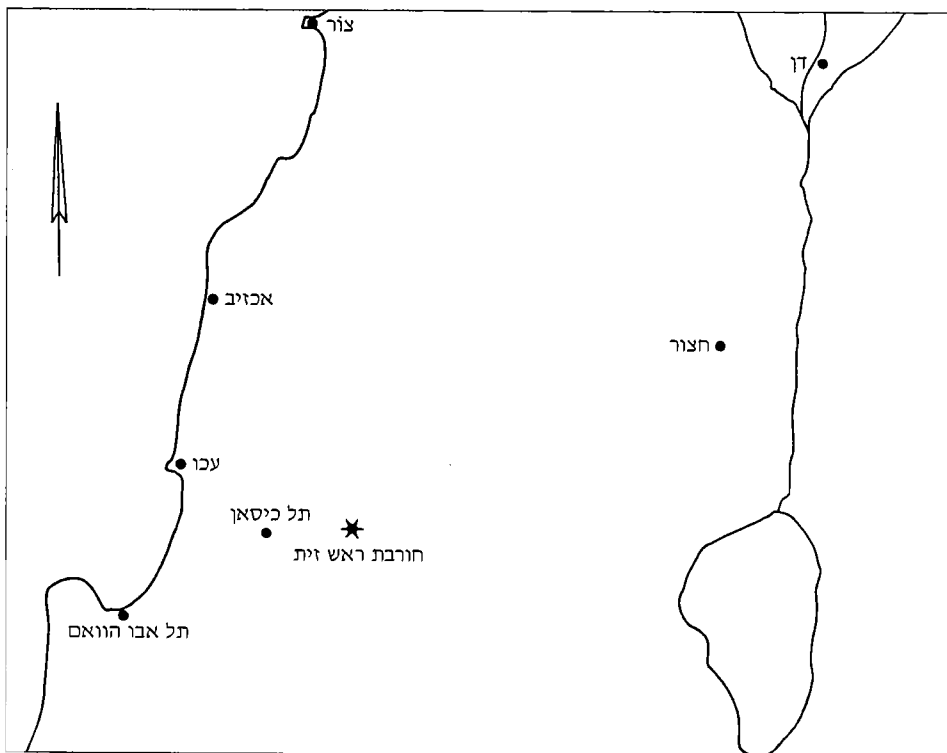 צור
דן
אכזיב
חצור
עכו
תל כיסאן
חורבת ראש זית
תל אבו הוואם